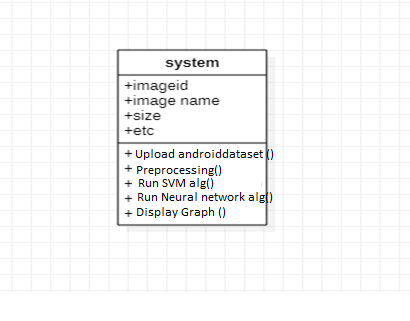 system
+imageid
+image name
+size
+etc
+ Upload androiddataset ()
+ Preprocessing()
+ Run SVM alg()
+ Run Neural network alg()
+ Display Graph ()